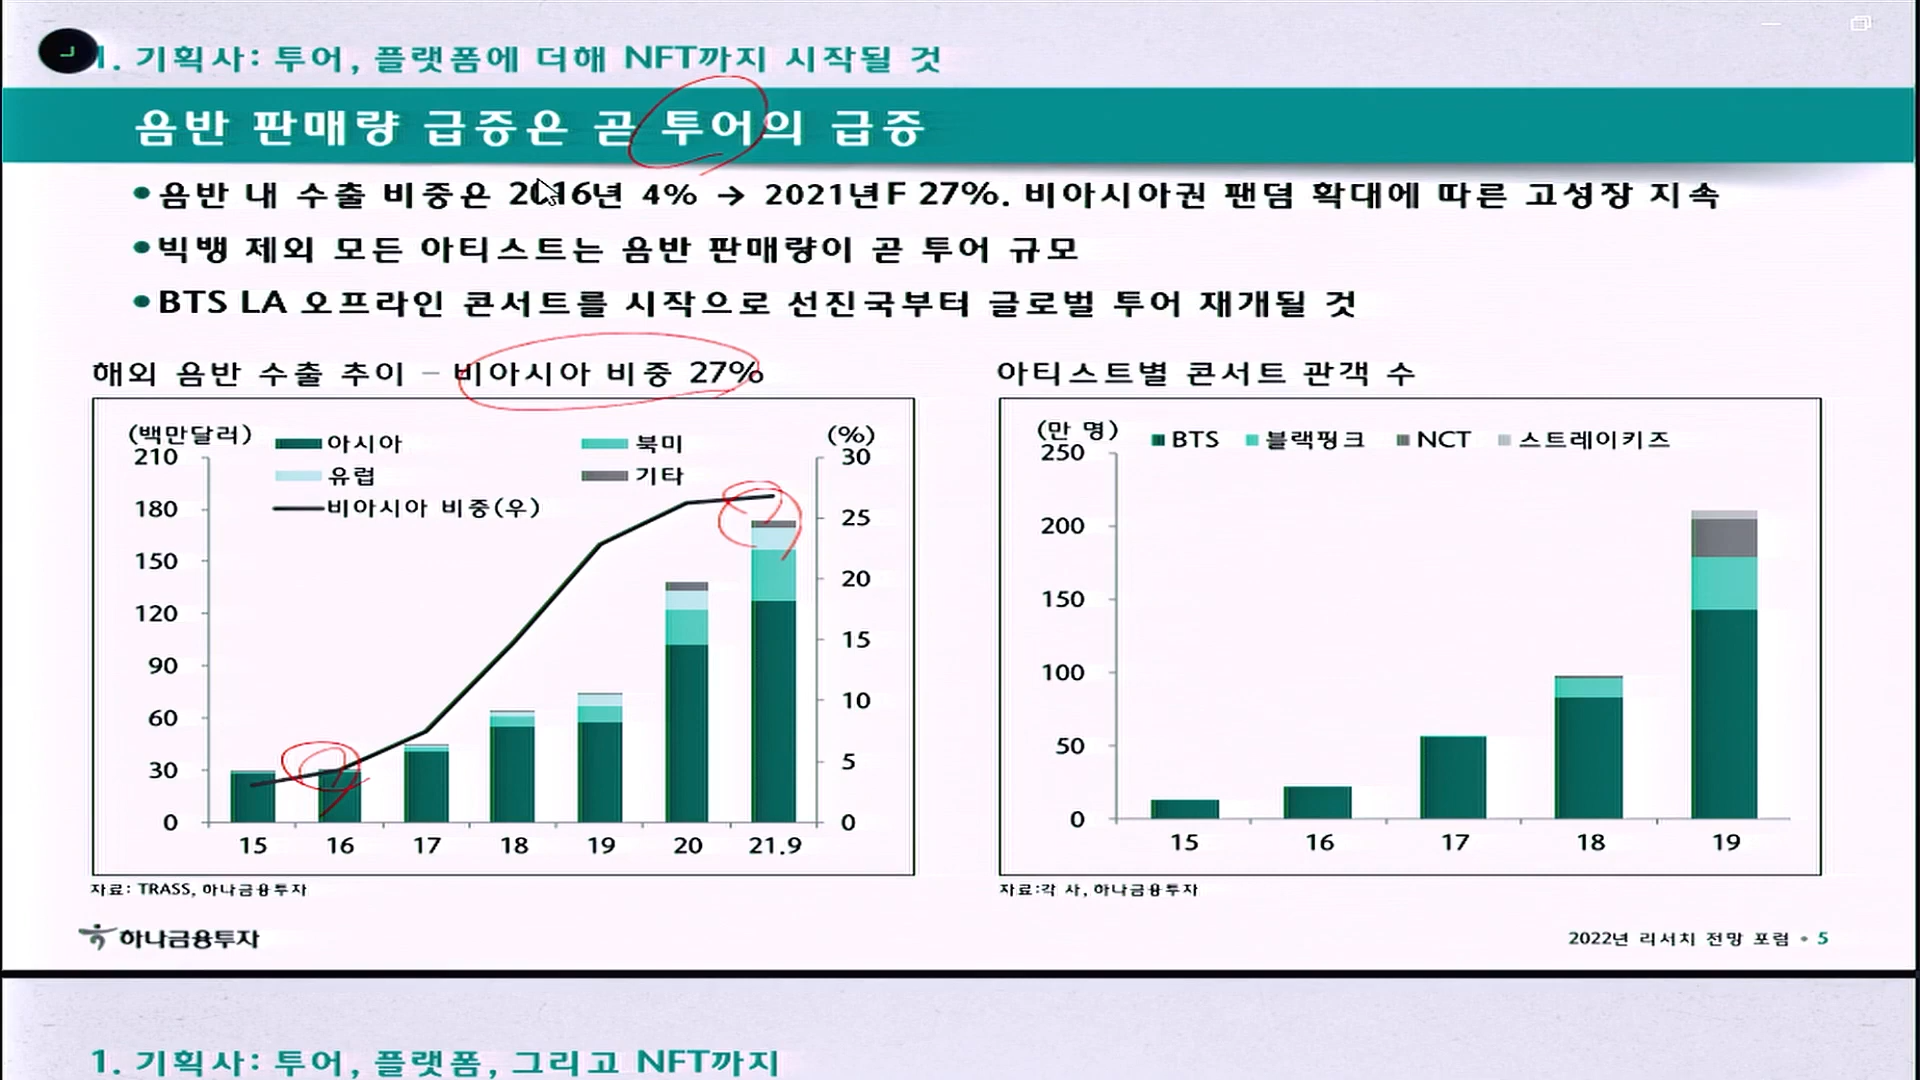 1. 기획사: 투어, 플랫폼에 더해 NFT까지 시작될 것
음반 판매량 급증은 곧 투어의 급증
•음반 내 수출 비중은 2016년 4% → 2021년F 27%. 비아시아권 팬덤 확대에 따른 고성장 지속
•빅뱅 제외 모든 아티스트는 음반 판매량이 곧 투어 규모
•BTS LA 오프라인 콘서트를 시작으로 선진국부터 글로벌 투어 재개될 것
해외 음반 수출 추이 – 비아시아 비중 27%
(백만달러)
아시아
북미
(%)
유럽
기타
비아시아 비중(우)
210
180
150
120
90
60
30
0
30
25
20
15
10
5
0
15 16 17 18 19 20 21.9
자료: TRASS, 하나금융투자
아티스트별 콘서트 관객 수
(만 명)
BTS 블랙핑크 NCT 스트레이키즈
250
200
150
100
50
0
15 16 17 18 19
자료:각 사, 하나금융투자
하나금융투자
2022년 리서치 전망 포럼 • 5
1. 기획사: 투어, 플랫폼, 그리고 NFT까지